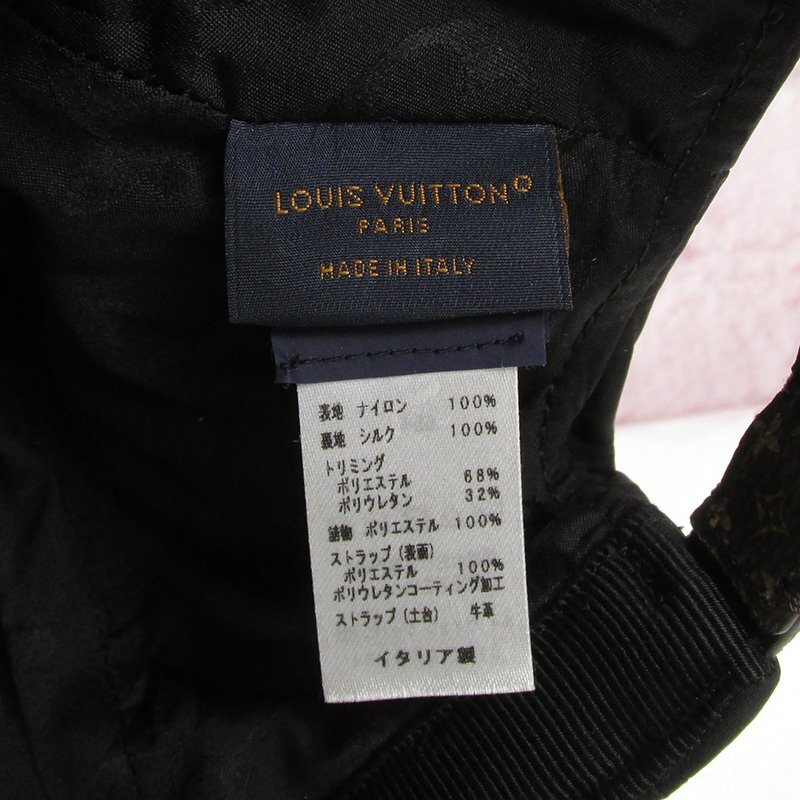 LOUIS VUITTON®
PARIS
MADE IN ITALY
表地 ナイロン 100%
裏地 シルク 100%
トリミング
ポリエステル 68%
ポリウレタン 32%
詰物 ポリエステル 100%
ストラップ(表面)
ポリエステル 100%
ポリウレタンコーティング加工
ストラップ(土台) 牛革
イタリア製